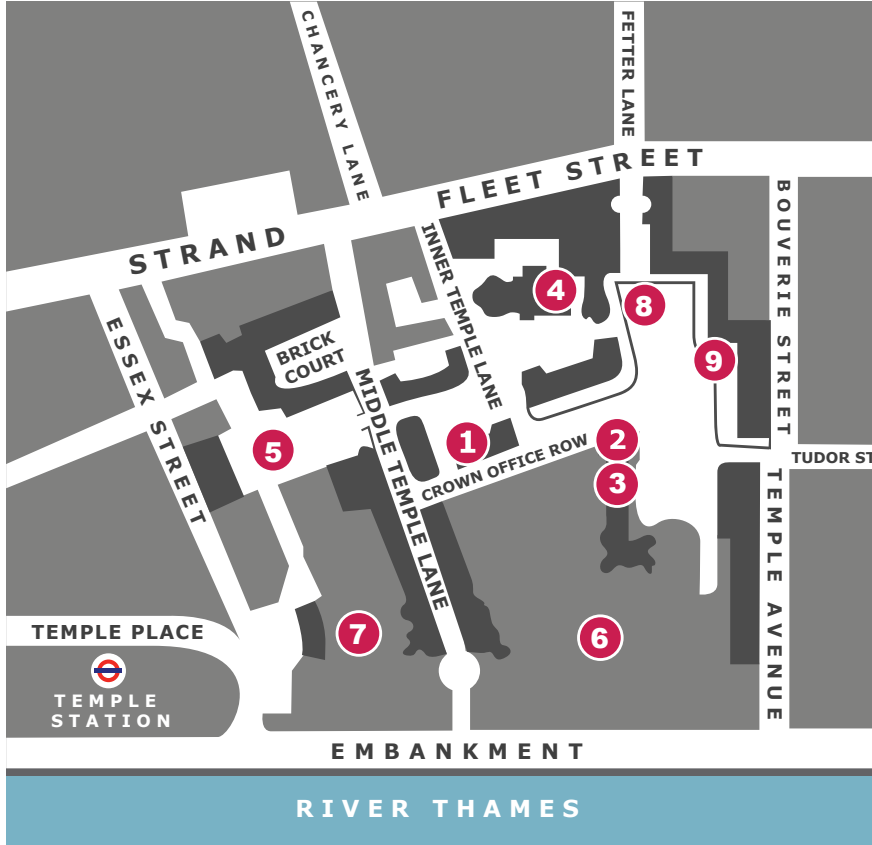 CHANCERY LANE
FETTER LANE
FLEET STREET
STRAND
BOUVERIE STREET
INNER TEMPLE LANE
4
8
ESSEX STREET
BRICK
COURT
9
MIDDLE TEMPLE LANE
5
1
2
CROWN OFFICE ROW
TUDOR ST
3
TEMPLE AVENUE
TEMPLE PLACE
7
6
TEMPLE
STATION
EMBANKMENT
RIVER THAMES